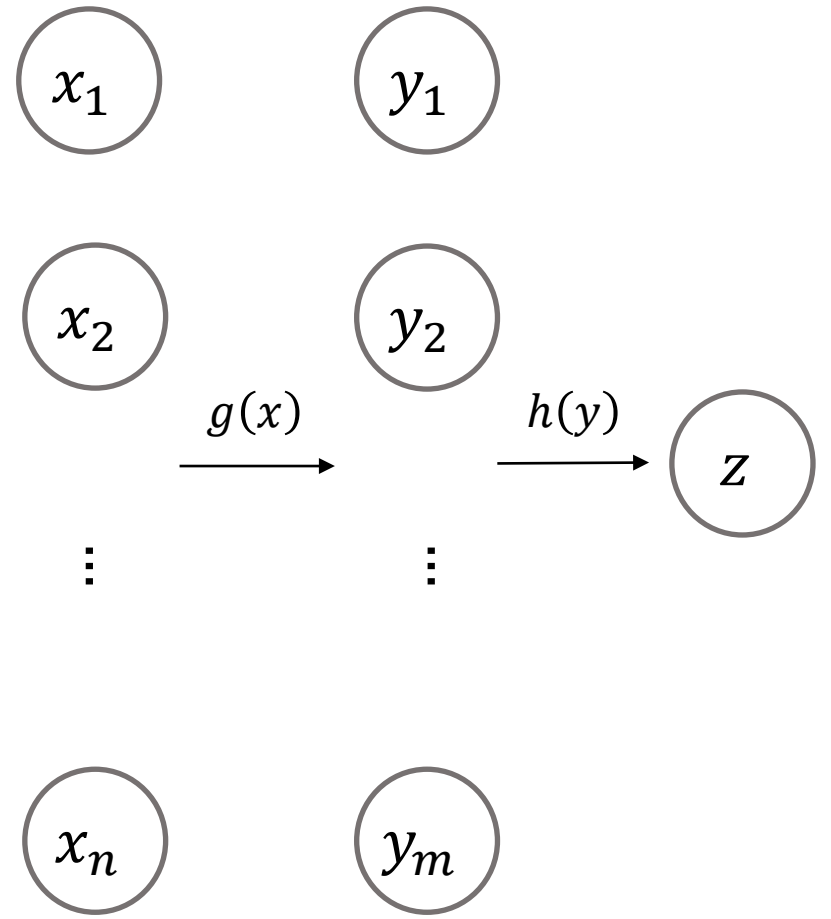 x₁ y₁
x₂ y₂
g(x) h(y)
z
⋮ ⋮
xₙ yₘ